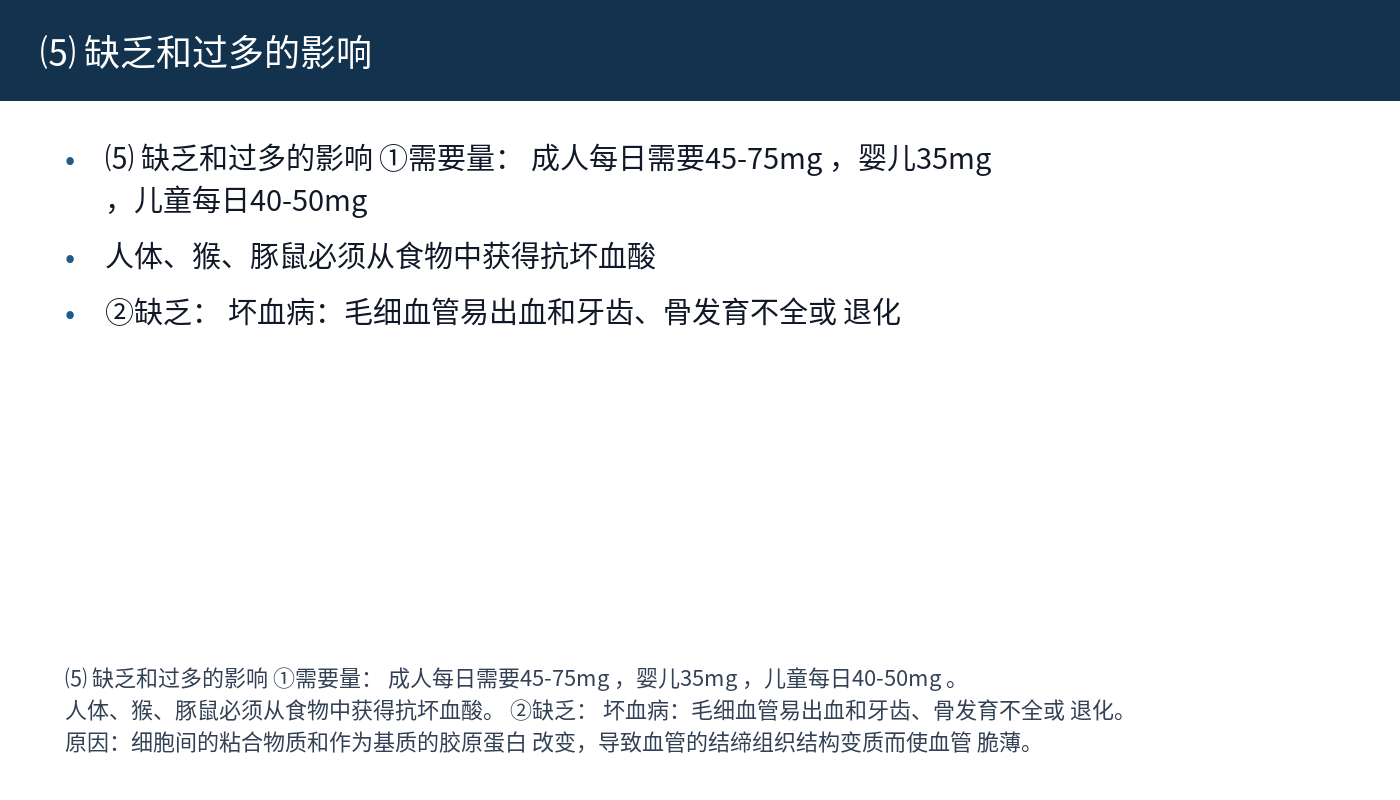 ⑸ 缺乏和过多的影响
• ⑸ 缺乏和过多的影响 ①需要量： 成人每日需要45-75mg ，婴儿35mg
，儿童每日40-50mg
• 人体、猴、豚鼠必须从食物中获得抗坏血酸
• ②缺乏： 坏血病：毛细血管易出血和牙齿、骨发育不全或 退化
⑸ 缺乏和过多的影响 ①需要量： 成人每日需要45-75mg ，婴儿35mg ，儿童每日40-50mg 。
人体、猴、豚鼠必须从食物中获得抗坏血酸。 ②缺乏： 坏血病：毛细血管易出血和牙齿、骨发育不全或 退化。
原因：细胞间的粘合物质和作为基质的胶原蛋白 改变，导致血管的结缔组织结构变质而使血管 脆薄。